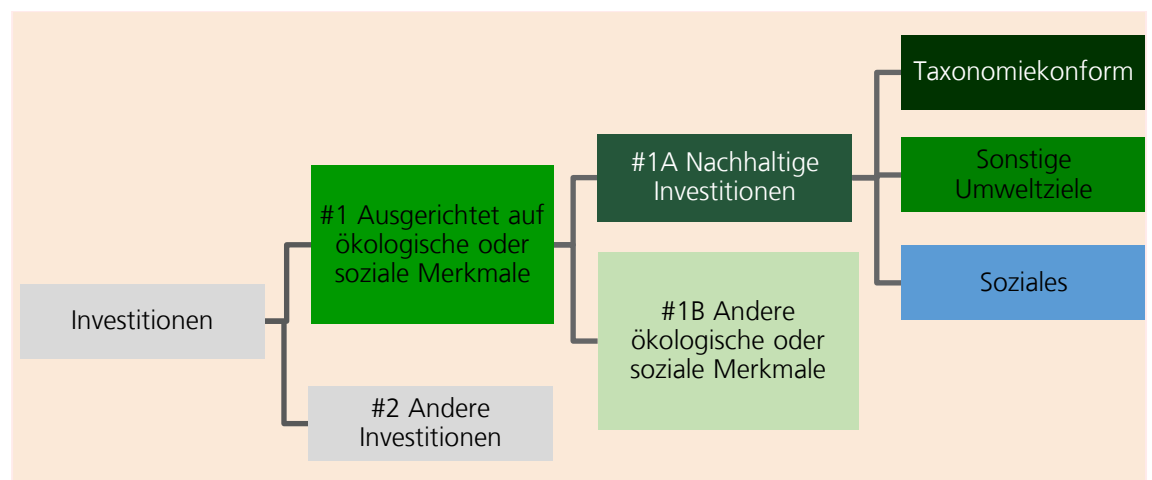 Investitionen
#1 Ausgerichtet auf
ökologische oder
soziale Merkmale
#2 Andere
Investitionen
#1A Nachhaltige
Investitionen
#1B Andere
ökologische oder
soziale Merkmale
Taxonomiekonform
Sonstige
Umweltziele
Soziales